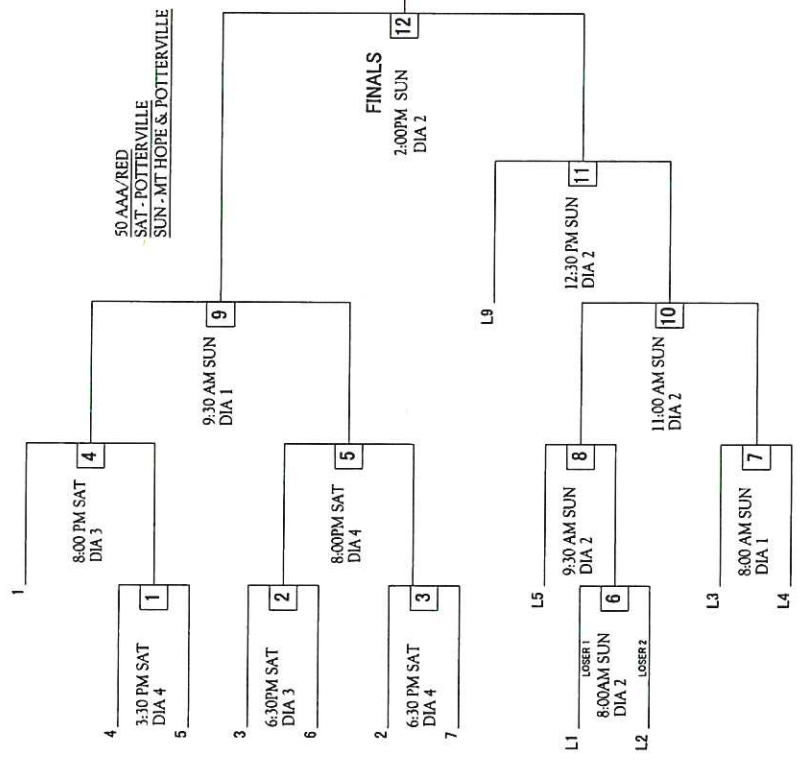 50 AAA/RED
SAT - POTTERVILLE
SUN - MT HOPE & POTTERVILLE
1
4
8:00 PM SAT
DIA 3
4
1
3:30 PM SAT
DIA 4
5
9
9:30 AM SUN
DIA 1
3
2
6:30PM SAT
DIA 3
6
5
8:00PM SAT
DIA 4
2
3
6:30 PM SAT
DIA 4
7
12
FINALS
2:00PM SUN
DIA 2
L9
11
12:30 PM SUN
DIA 2
10
11:00 AM SUN
DIA 2
L5
8
9:30 AM SUN
DIA 2
L1
LOSER 1
6
8:00AM SUN
DIA 2
LOSER 2
L2
L3
7
8:00 AM SUN
DIA 1
L4